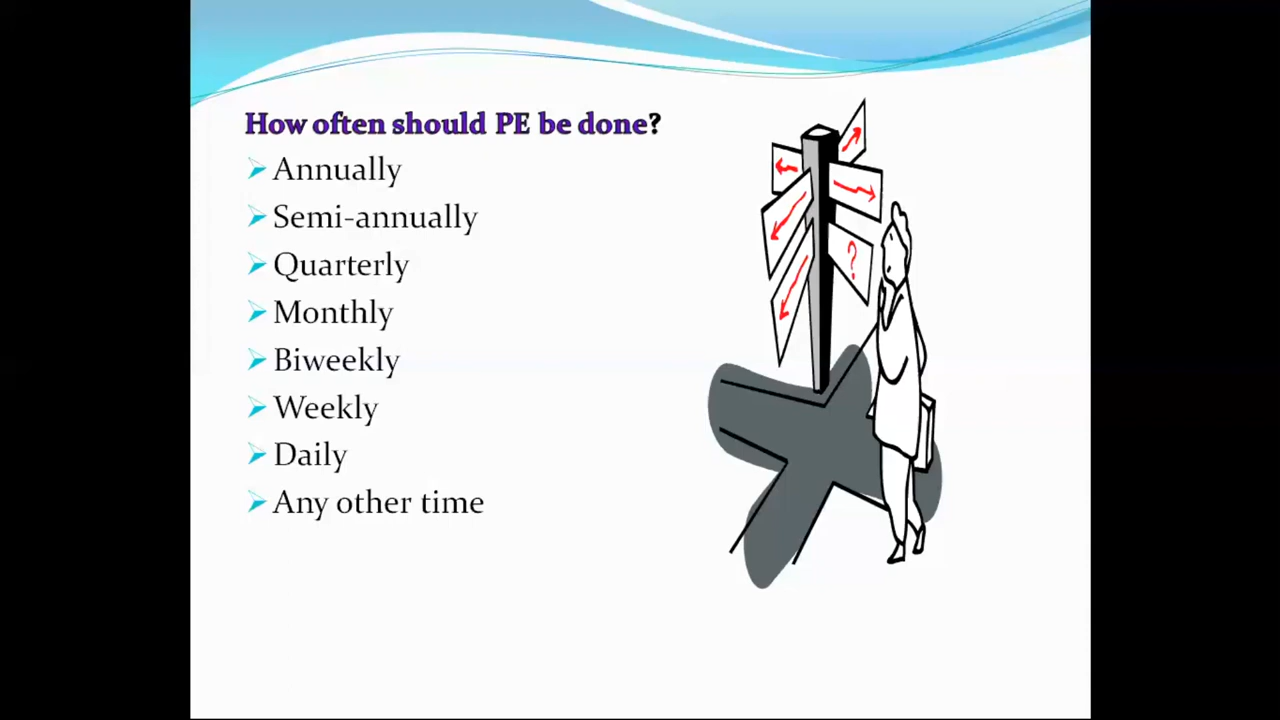 How often should PE be done?
Annually
Semi-annually
Quarterly
Monthly
Biweekly
Weekly
Daily
Any other time
?